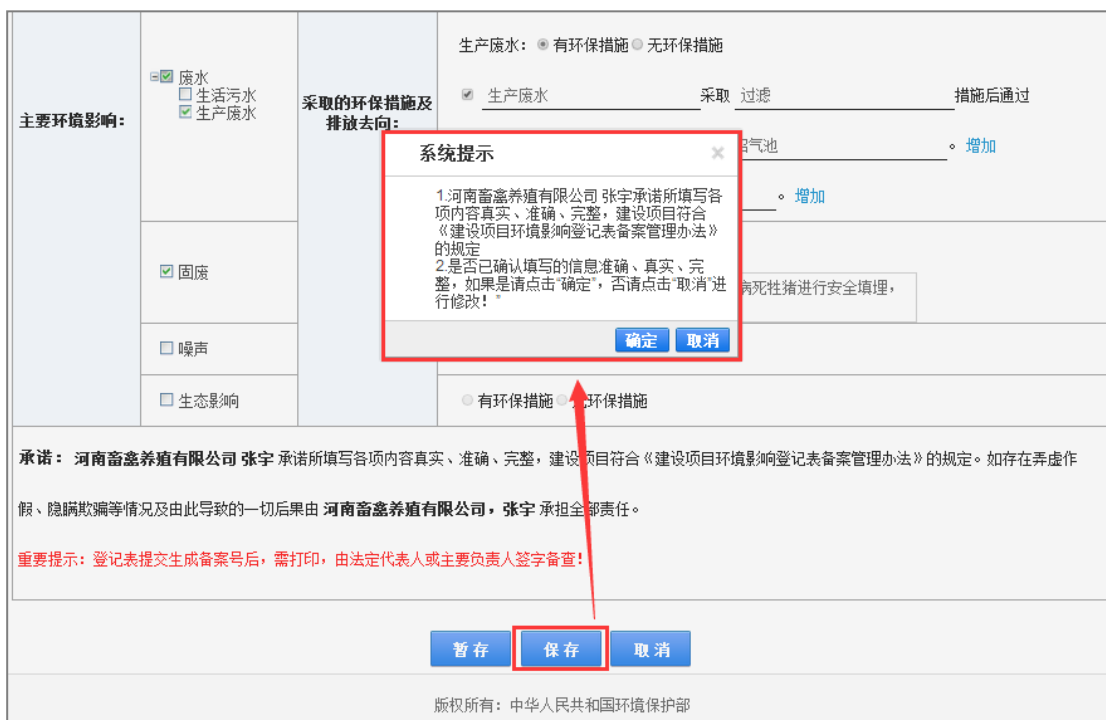 生产废水：有环保措施 无环保措施
废水
生活污水
生产废水
主要环境影响：
采取的环保措施及
排放去向：
生产废水 采取 过滤 措施后通过
沼气池 。增加
。增加
系统提示 ×
1.河南畜鑫养殖有限公司 张宇承诺所填写各
项内容真实、准确、完整，建设项目符合
《建设项目环境影响登记表备案管理办法》
的规定
2.是否已确认填写的信息准确、真实、完
整，如果是请点击“确定”，否请点击“取消”进
行修改！”
确定 取消
固废
病死牲猪进行安全填埋，
噪声
生态影响
有环保措施 无环保措施
承诺：河南畜鑫养殖有限公司 张宇 承诺所填写各项内容真实、准确、完整，建设项目符合《建设项目环境影响登记表备案管理办法》的规定。如存在弄虚作
假、隐瞒欺骗等情况及由此导致的一切后果由 河南畜鑫养殖有限公司，张宇 承担全部责任。
重要提示：登记表提交生成备案号后，需打印，由法定代表人或主要负责人签字备查！
暂存 保存 取消
版权所有：中华人民共和国环境保护部